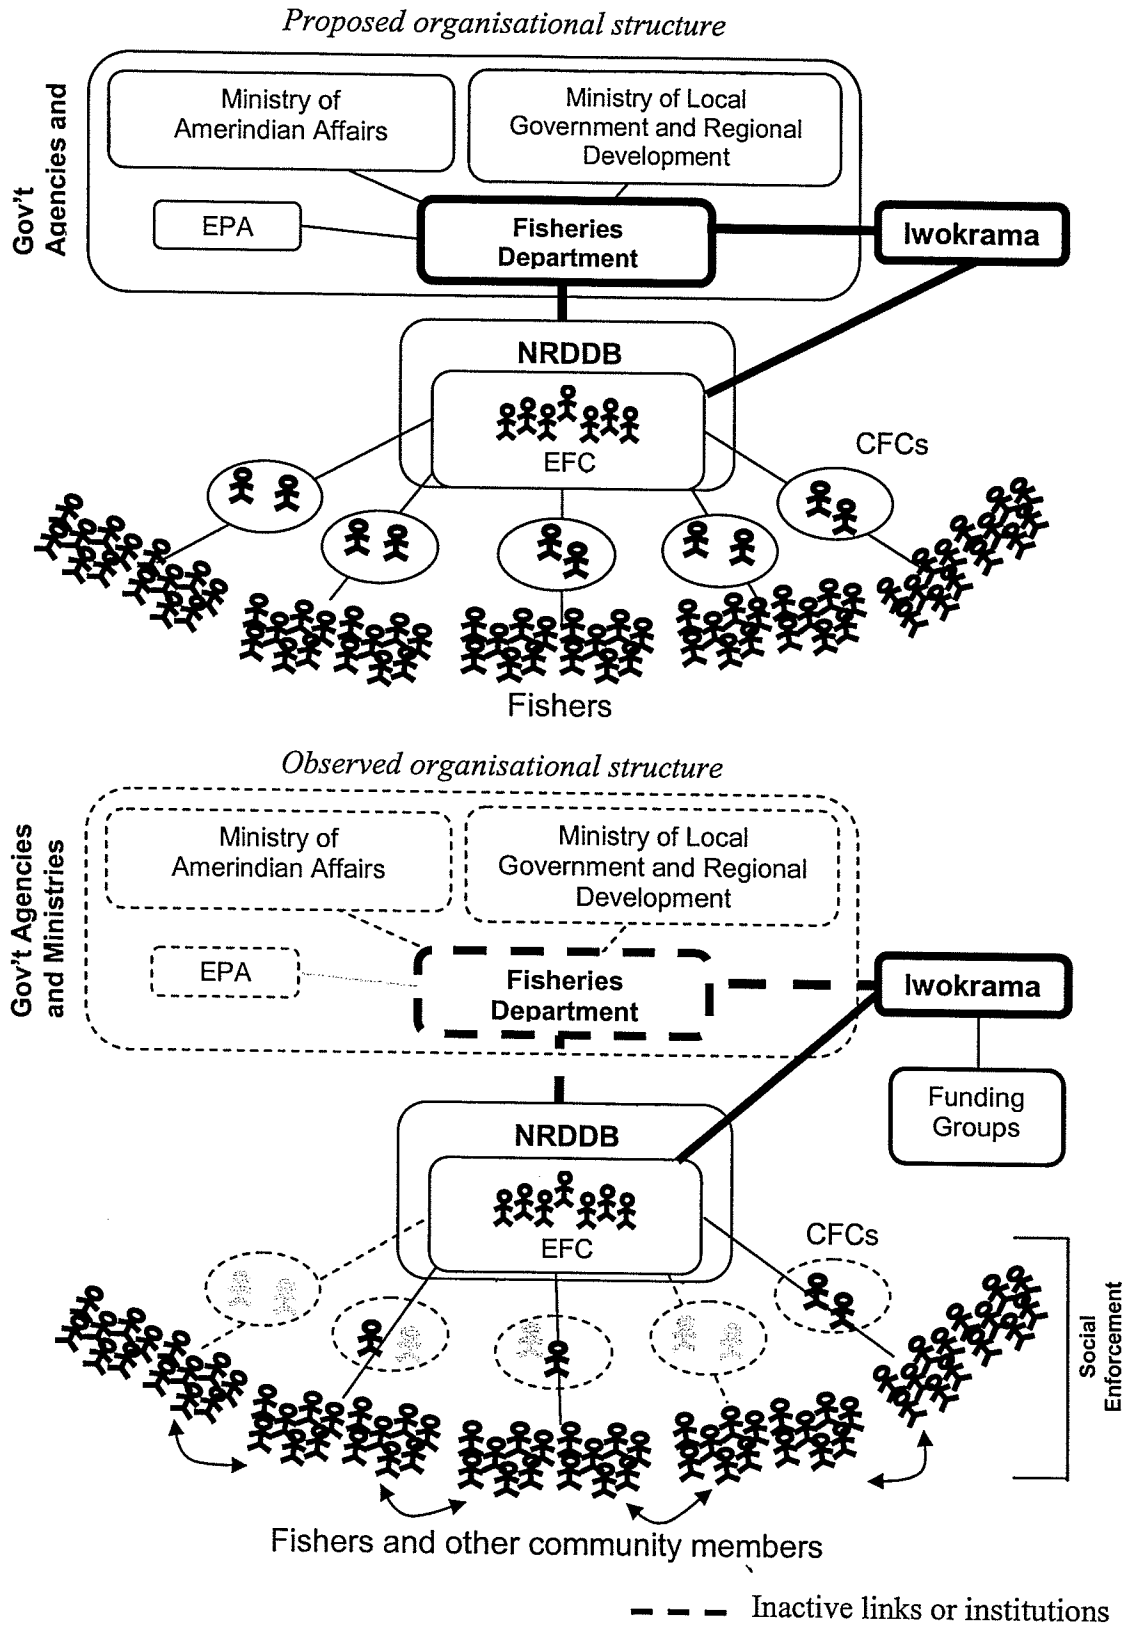 Proposed organisational structure
Gov't
Agencies and
Ministry of
Amerindian Affairs
Ministry of Local
Government and Regional
Development
EPA
Fisheries
Department
Iwokrama
NRDDB
EFC
CFCs
Fishers
Observed organisational structure
Gov't Agencies
and Ministries
Ministry of
Amerindian Affairs
Ministry of Local
Government and Regional
Development
EPA
Fisheries
Department
Iwokrama
Funding
Groups
NRDDB
EFC
CFCs
Social
Enforcement
Fishers and other community members
Inactive links or institutions